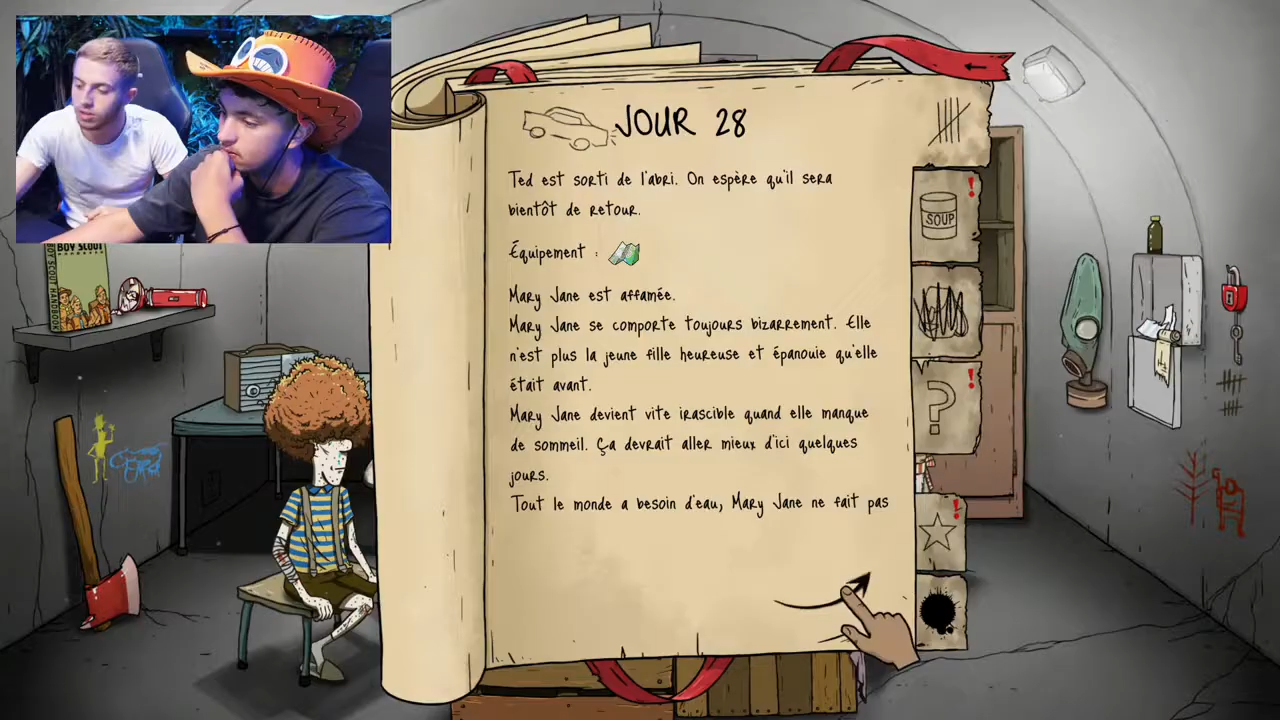 JOUR 28
Ted est sorti de l'abri. On espère qu'il sera
bientôt de retour.
Équipement :
Mary Jane est affamée.
Mary Jane se comporte toujours bizarrement. Elle
n'est plus la jeune fille heureuse et épanouie qu'elle
était avant.
Mary Jane devient vite irascible quand elle manque
de sommeil. Ça devrait aller mieux d'ici quelques
jours.
Tout le monde a besoin d'eau, Mary Jane ne fait pas
SOUP
!
?
!
!
BOY SCOUT
BOY SCOUT HANDBOOK